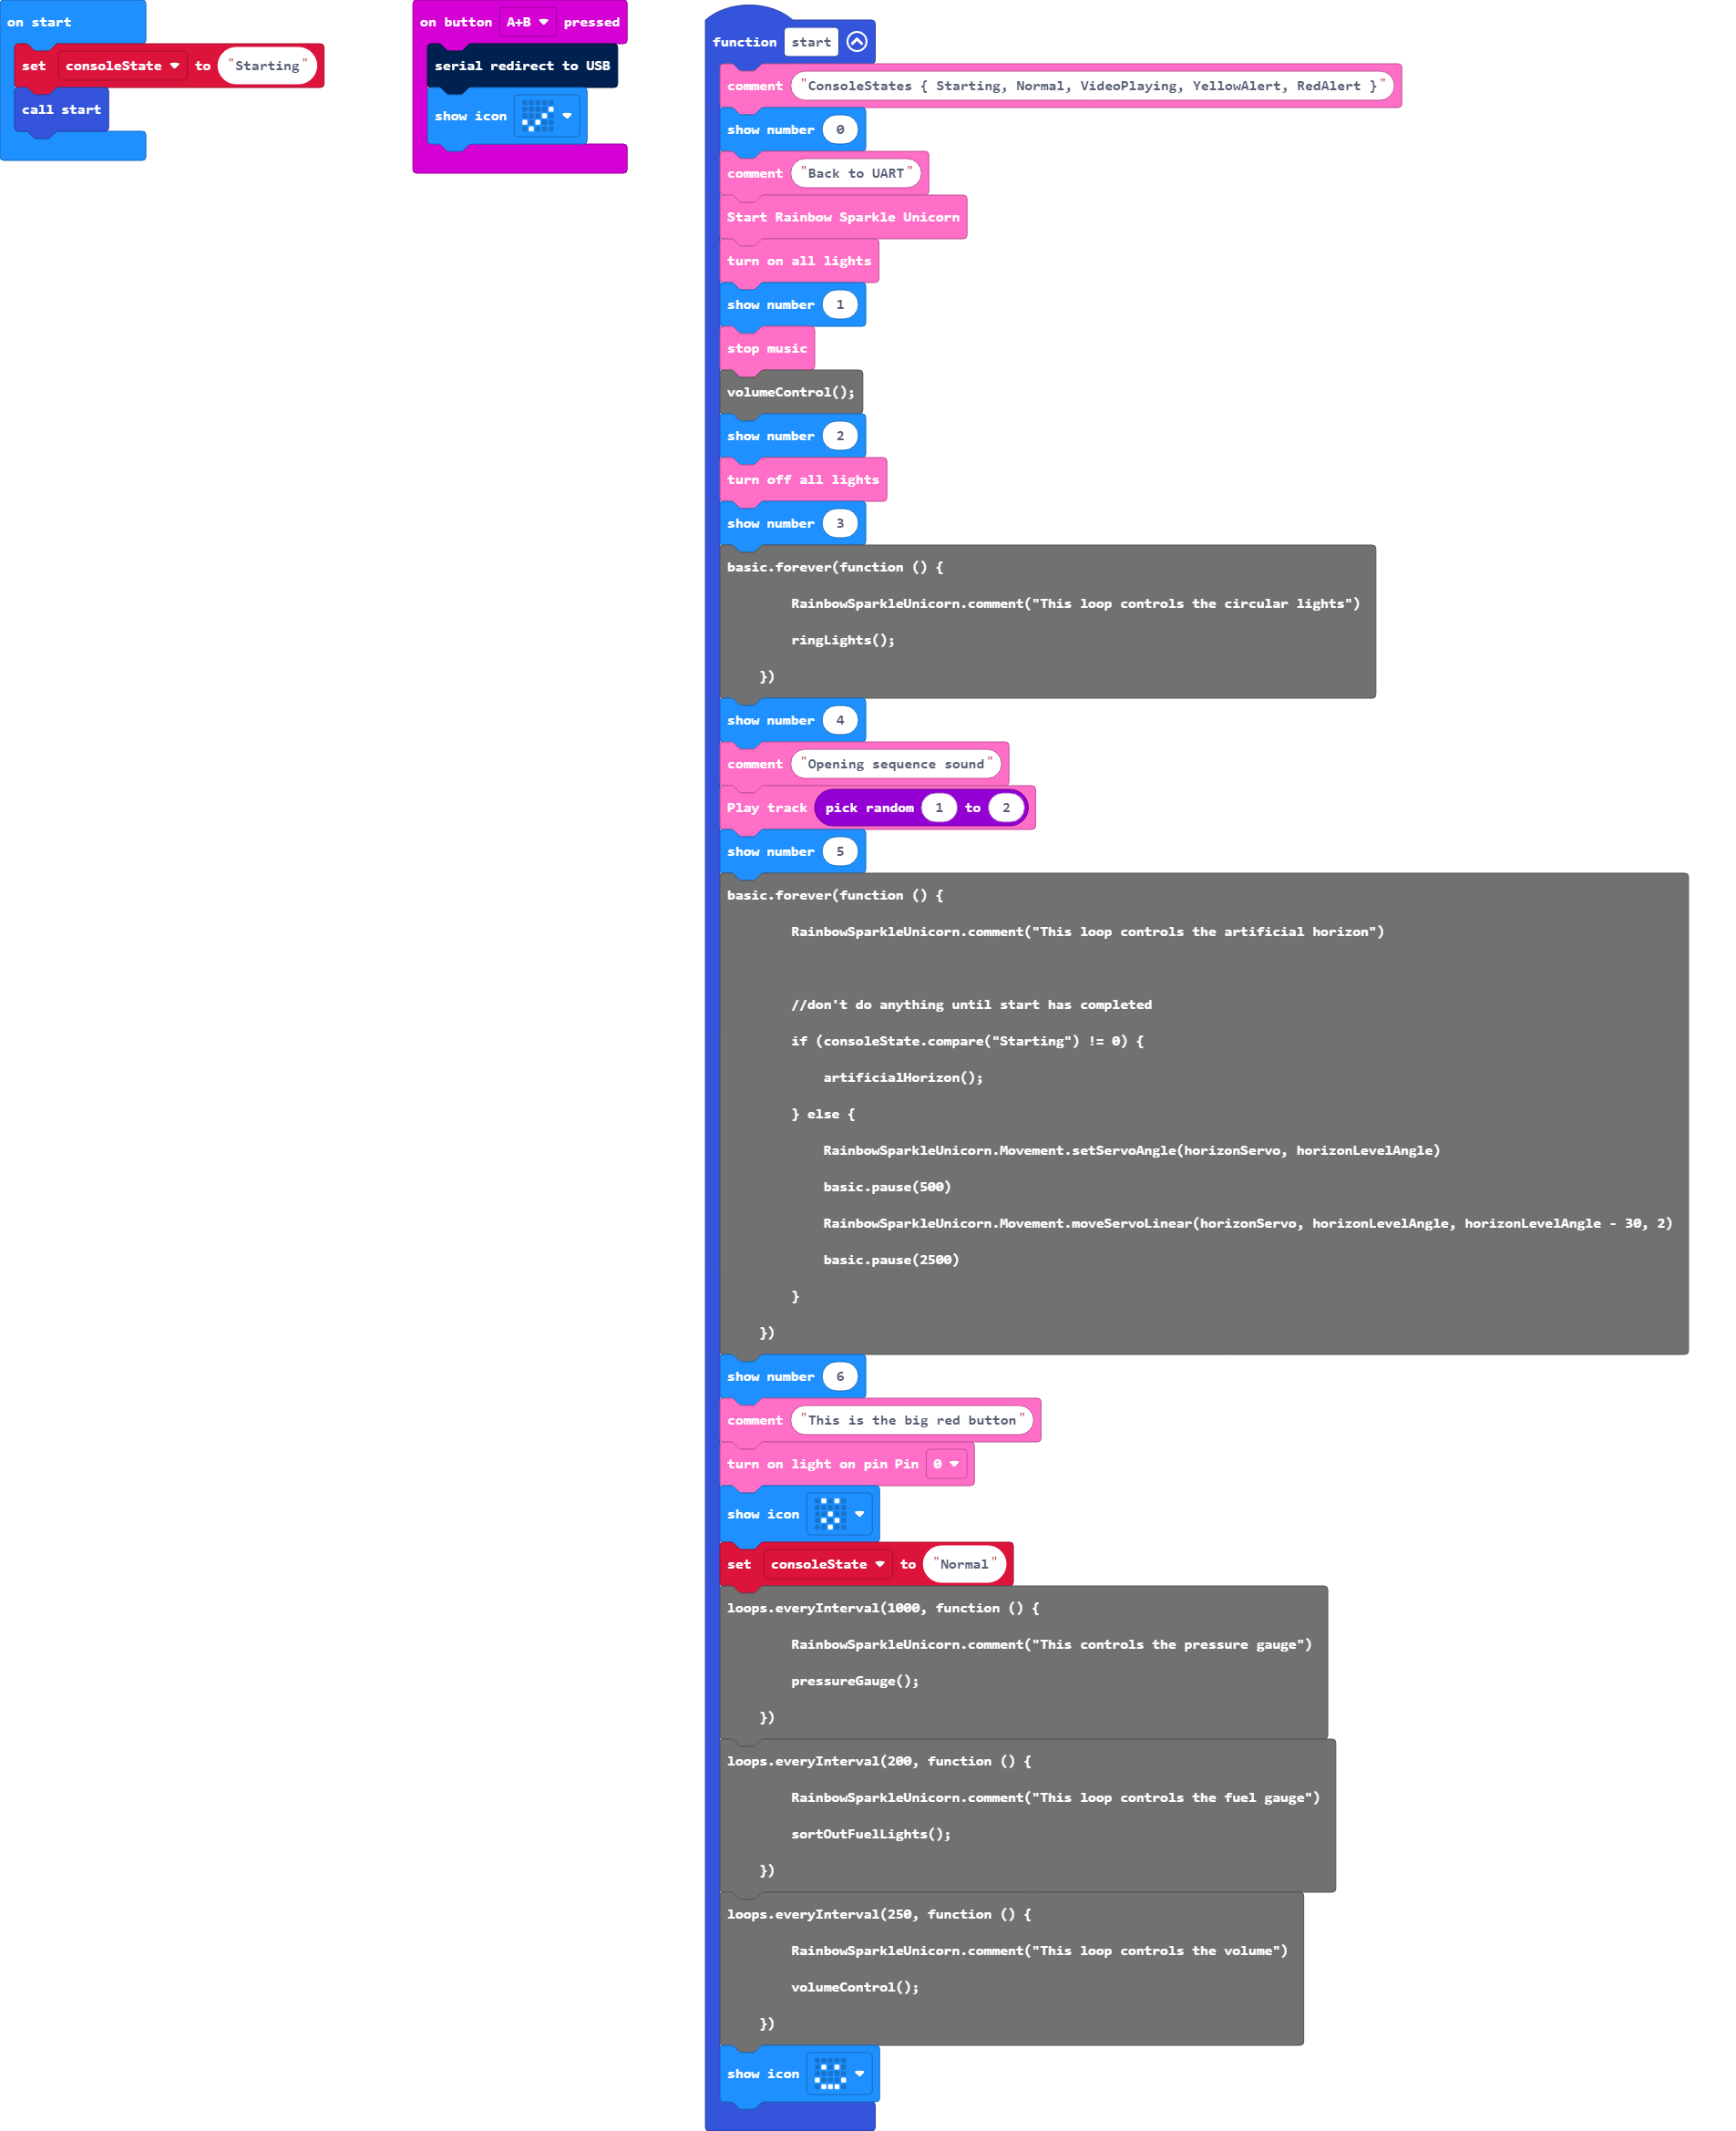 on start
set consoleState to "Starting"
call start
on button A+B pressed
serial redirect to USB
show icon
function start
comment "ConsoleStates { Starting, Normal, VideoPlaying, YellowAlert, RedAlert }"
show number 0
comment "Back to UART"
Start Rainbow Sparkle Unicorn
turn on all lights
show number 1
stop music
volumeControl();
show number 2
turn off all lights
show number 3
basic.forever(function () {
RainbowSparkleUnicorn.comment("This loop controls the circular lights")
ringLights();
})
show number 4
comment "Opening sequence sound"
Play track pick random 1 to 2
show number 5
basic.forever(function () {
RainbowSparkleUnicorn.comment("This loop controls the artificial horizon")
//don't do anything until start has completed
if (consoleState.compare("Starting") != 0) {
artificialHorizon();
} else {
RainbowSparkleUnicorn.Movement.setServoAngle(horizonServo, horizonLevelAngle)
basic.pause(500)
RainbowSparkleUnicorn.Movement.moveServoLinear(horizonServo, horizonLevelAngle, horizonLevelAngle - 30, 2)
basic.pause(2500)
}
})
show number 6
comment "This is the big red button"
turn on light on pin Pin 0
show icon
set consoleState to "Normal"
loops.everyInterval(1000, function () {
RainbowSparkleUnicorn.comment("This controls the pressure gauge")
pressureGauge();
})
loops.everyInterval(200, function () {
RainbowSparkleUnicorn.comment("This loop controls the fuel gauge")
sortOutFuelLights();
})
loops.everyInterval(250, function () {
RainbowSparkleUnicorn.comment("This loop controls the volume")
volumeControl();
})
show icon